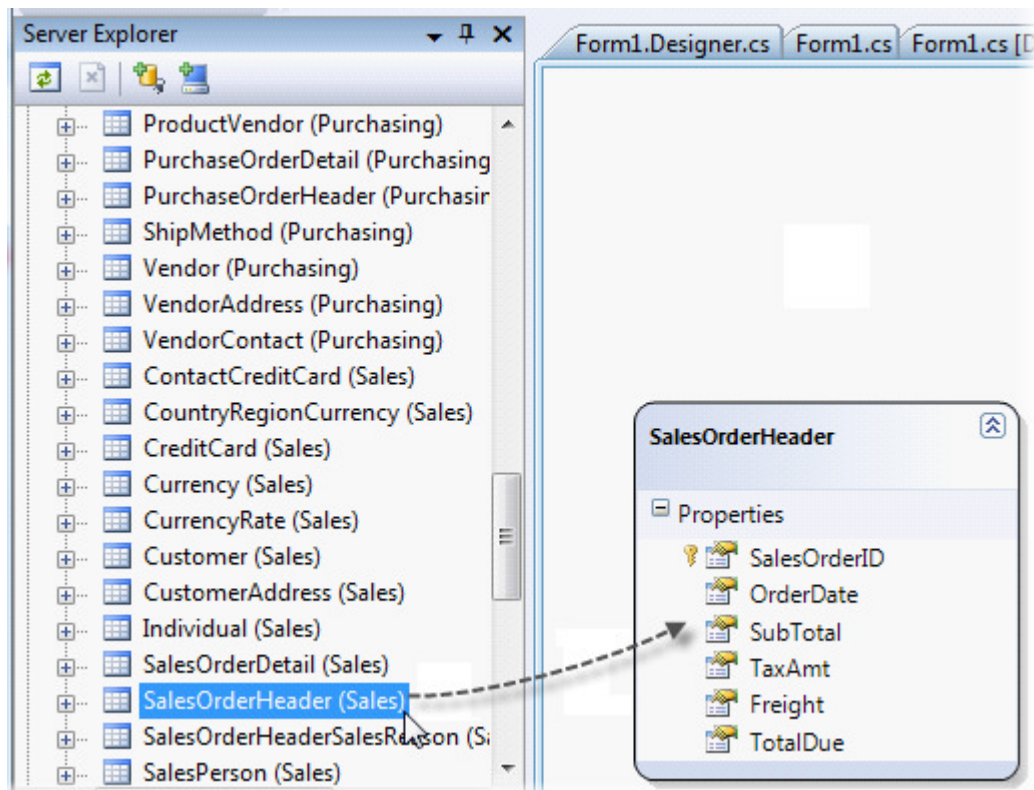 Server Explorer
Form1.Designer.cs Form1.cs Form1.cs [D
ProductVendor (Purchasing)
PurchaseOrderDetail (Purchasing
PurchaseOrderHeader (Purchasin
ShipMethod (Purchasing)
Vendor (Purchasing)
VendorAddress (Purchasing)
VendorContact (Purchasing)
ContactCreditCard (Sales)
CountryRegionCurrency (Sales)
CreditCard (Sales)
Currency (Sales)
CurrencyRate (Sales)
Customer (Sales)
CustomerAddress (Sales)
Individual (Sales)
SalesOrderDetail (Sales)
SalesOrderHeader (Sales)
SalesOrderHeaderSalesReason (Sa
SalesPerson (Sales)
SalesOrderHeader
Properties
SalesOrderID
OrderDate
SubTotal
TaxAmt
Freight
TotalDue